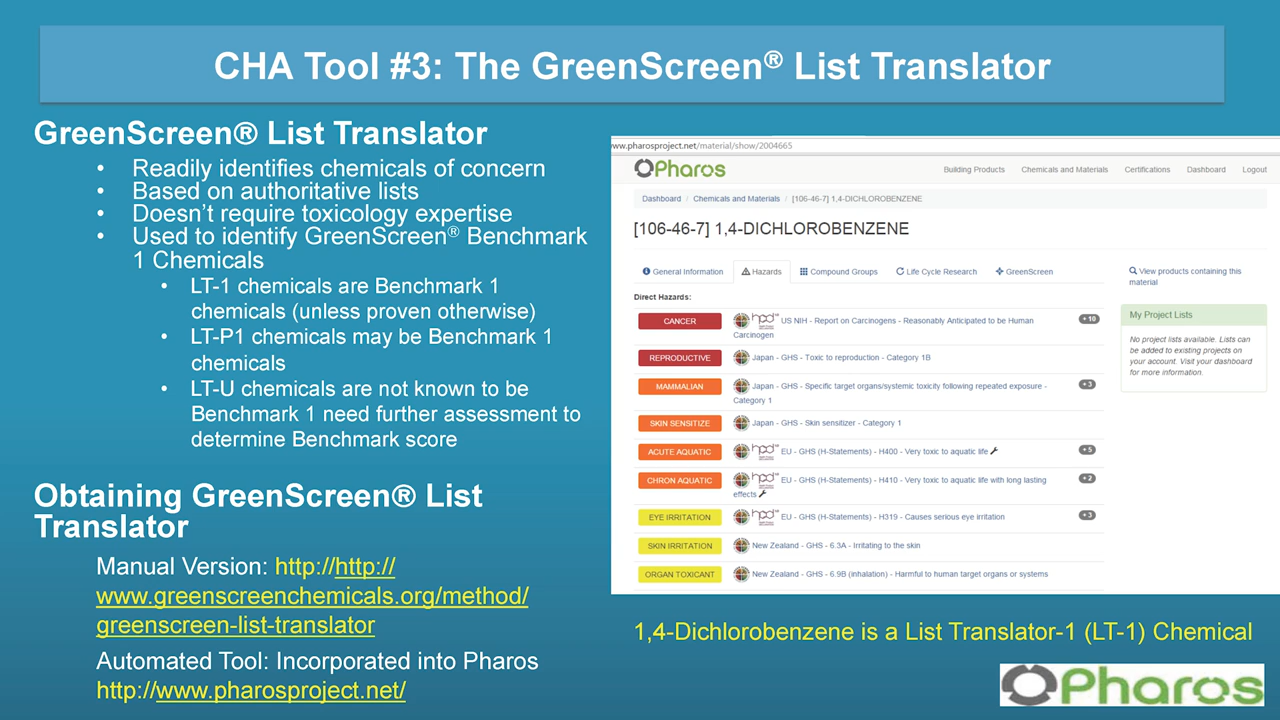 CHA Tool #3: The GreenScreen® List Translator
GreenScreen® List Translator
• Readily identifies chemicals of concern
• Based on authoritative lists
• Doesn't require toxicology expertise
• Used to identify GreenScreen® Benchmark
1 Chemicals
• LT-1 chemicals are Benchmark 1
chemicals (unless proven otherwise)
• LT-P1 chemicals may be Benchmark 1
chemicals
• LT-U chemicals are not known to be
Benchmark 1 need further assessment to
determine Benchmark score
Obtaining GreenScreen® List
Translator
Manual Version: http://http://
www.greenscreenchemicals.org/method/
greenscreen-list-translator
Automated Tool: Incorporated into Pharos
http://www.pharosproject.net/
www.pharosproject.net/material/show/2004665
Pharos
Building Products Chemicals and Materials Certifications Dashboard Logout
Dashboard / Chemicals and Materials / [106-46-7] 1,4-DICHLOROBENZENE
[106-46-7] 1,4-DICHLOROBENZENE
General Information Hazards Compound Groups Life Cycle Research GreenScreen
Direct Hazards:
CANCER hpd US NIH - Report on Carcinogens - Reasonably Anticipated to be Human
Carcinogen
+10
REPRODUCTIVE Japan - GHS - Toxic to reproduction - Category 1B
MAMMALIAN Japan - GHS - Specific target organs/systemic toxicity following repeated exposure -
Category 1
+3
SKIN SENSITIZE Japan - GHS - Skin sensitizer - Category 1
ACUTE AQUATIC hpd EU - GHS (H-Statements) - H400 - Very toxic to aquatic life +5
CHRON AQUATIC hpd EU - GHS (H-Statements) - H410 - Very toxic to aquatic life with long lasting
effects
+2
EYE IRRITATION hpd EU - GHS (H-Statements) - H319 - Causes serious eye irritation +3
SKIN IRRITATION New Zealand - GHS - 6.3A - Irritating to the skin
ORGAN TOXICANT New Zealand - GHS - 6.9B (inhalation) - Harmful to human target organs or systems
View products containing this
material
My Project Lists
No project lists available. Lists can
be added to existing projects on
your account. Visit your dashboard
for more information.
1,4-Dichlorobenzene is a List Translator-1 (LT-1) Chemical
Pharos